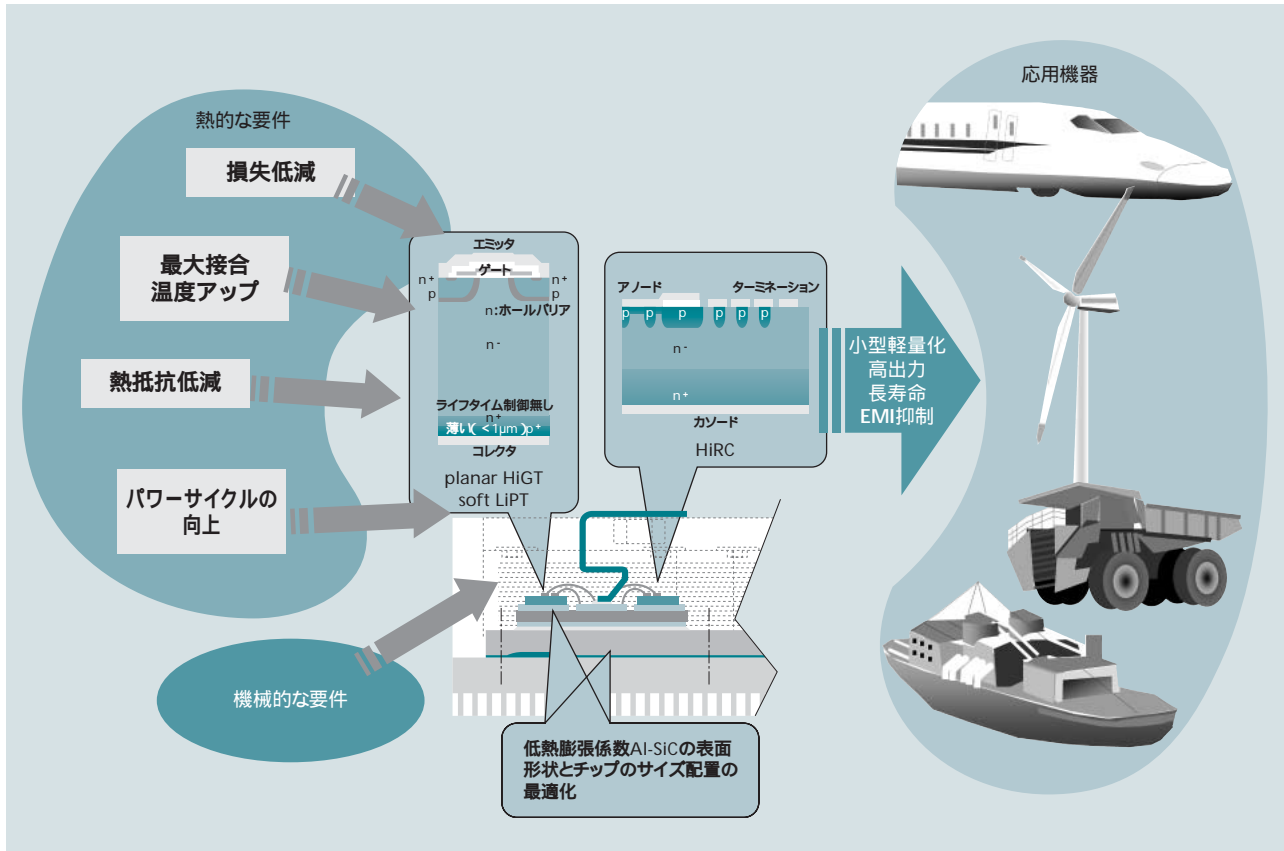 熱的な要件
損失低減
最大接合
温度アップ
熱抵抗低減
パワーサイクルの
向上
機械的な要件
エミッタ
ゲート
n+ n+
p p
n:ホールバリア
n-
ライフタイム制御無し
n+
薄い(<1μm)p+
コレクタ
planar HiGT
soft LiPT
アノード ターミネーション
p p p p p p
n-
n+
カソード
HiRC
低熱膨張係数Al-SiCの表面
形状とチップのサイズ配置の
最適化
小型軽量化
高出力
長寿命
EMI抑制
応用機器